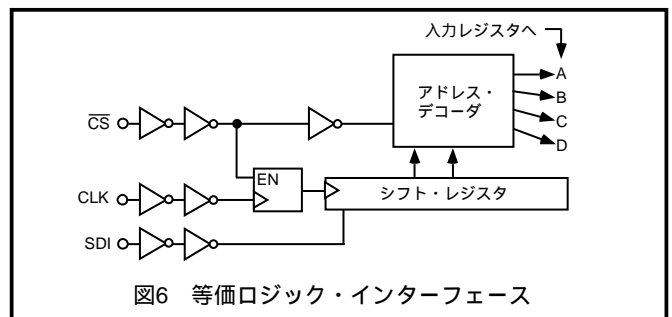 入力レジスタへ
アドレス・
デコーダ
A
B
C
D
CS
EN
CLK
シフト・レジスタ
SDI
図6 等価ロジック・インターフェース